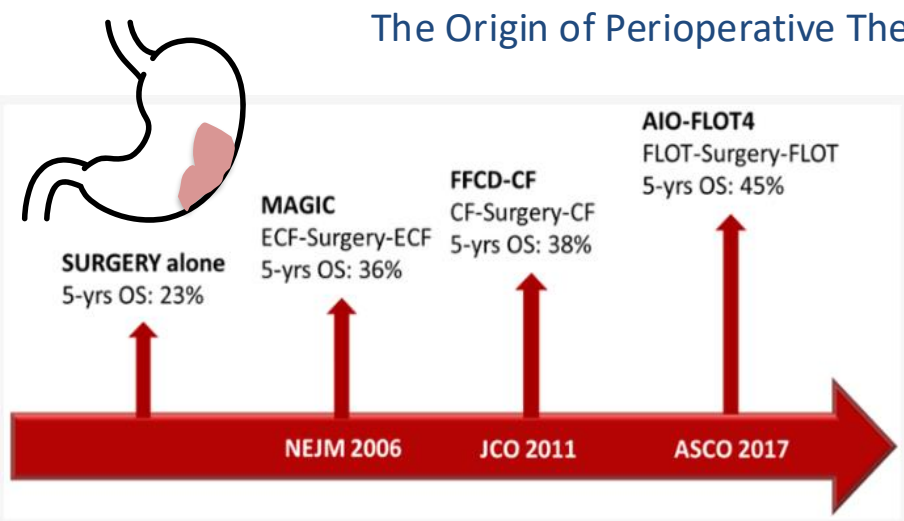 The Origin of Perioperative The
SURGERY alone
5-yrs OS: 23%
MAGIC
ECF-Surgery-ECF
5-yrs OS: 36%
FFCD-CF
CF-Surgery-CF
5-yrs OS: 38%
AIO-FLOT4
FLOT-Surgery-FLOT
5-yrs OS: 45%
NEJM 2006
JCO 2011
ASCO 2017